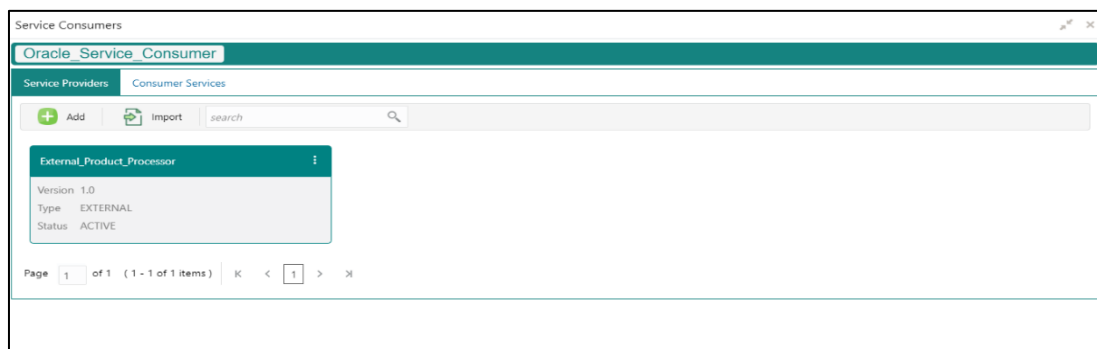 Service Consumers
Oracle_Service_Consumer
Service Providers Consumer Services
Add Import search
External_Product_Processor
Version 1.0
Type EXTERNAL
Status ACTIVE
Page 1 of 1 (1 - 1 of 1 items) 1